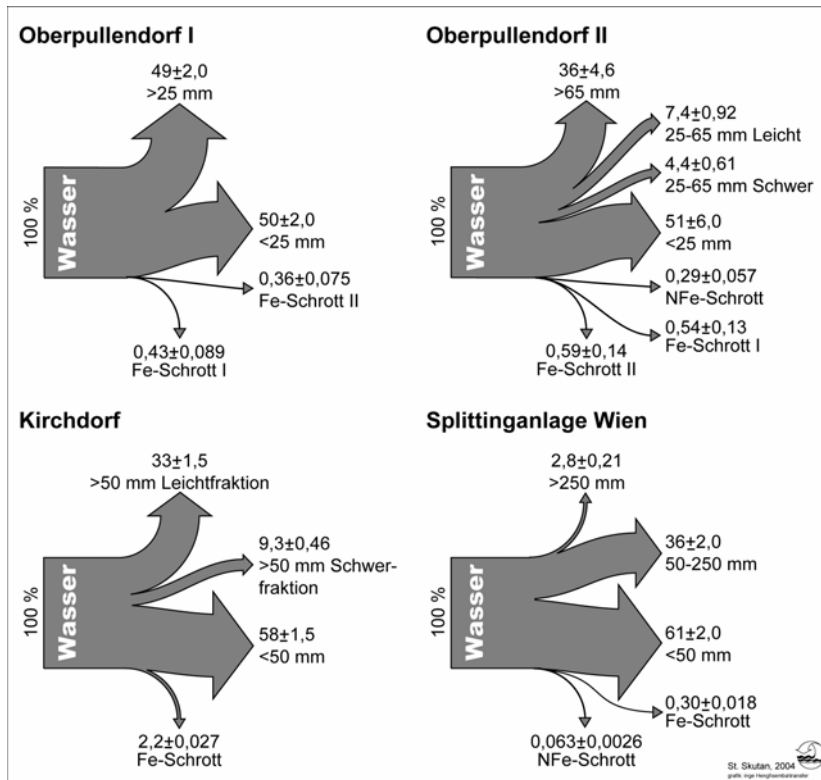 Oberpullendorf I
49±2,0
>25 mm
100 %
Wasser
50±2,0
<25 mm
0,36±0,075
Fe-Schrott II
0,43±0,089
Fe-Schrott I
Oberpullendorf II
36±4,6
>65 mm
7,4±0,92
25-65 mm Leicht
4,4±0,61
25-65 mm Schwer
100 %
Wasser
51±6,0
<25 mm
0,29±0,057
NFe-Schrott
0,54±0,13
Fe-Schrott I
0,59±0,14
Fe-Schrott II
Kirchdorf
33±1,5
>50 mm Leichtfraktion
9,3±0,46
>50 mm Schwer-
fraktion
100 %
Wasser
58±1,5
<50 mm
2,2±0,027
Fe-Schrott
Splittinganlage Wien
2,8±0,21
>250 mm
36±2,0
50-250 mm
100 %
Wasser
61±2,0
<50 mm
0,30±0,018
Fe-Schrott
0,063±0,0026
NFe-Schrott
St. Skutan, 2004
grafik: inge